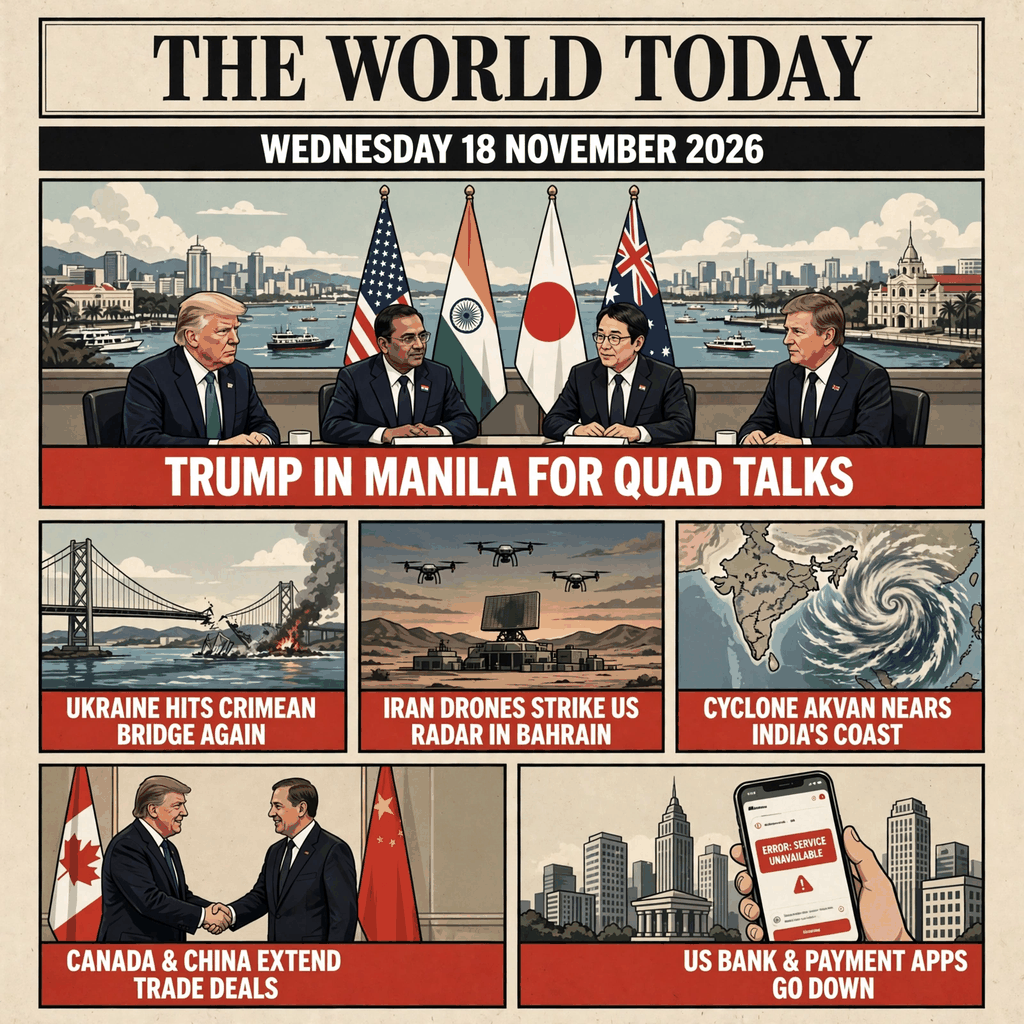 THE WORLD TODAY
WEDNESDAY 18 NOVEMBER 2026
TRUMP IN MANILA FOR QUAD TALKS
UKRAINE HITS CRIMEAN
BRIDGE AGAIN
IRAN DRONES STRIKE US
RADAR IN BAHRAIN
CYCLONE AKVAN NEARS
INDIA'S COAST
CANADA & CHINA EXTEND
TRADE DEALS
ERROR: SERVICE
UNAVAILABLE
US BANK & PAYMENT APPS
GO DOWN